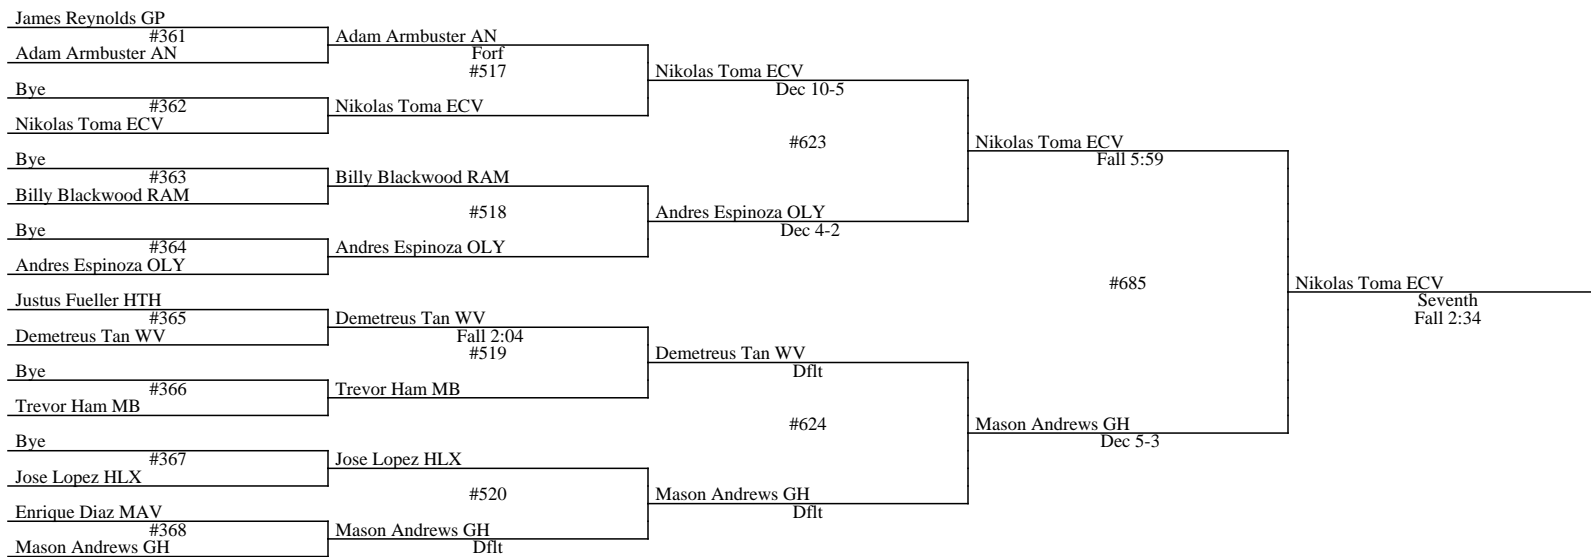 James Reynolds GP
#361
Adam Armbuster AN
Bye
#362
Nikolas Toma ECV
Bye
#363
Billy Blackwood RAM
Bye
#364
Andres Espinoza OLY
Justus Fueller HTH
#365
Demetreus Tan WV
Bye
#366
Trevor Ham MB
Bye
#367
Jose Lopez HLX
Enrique Diaz MAV
#368
Mason Andrews GH
Adam Armbuster AN
Forf
#517
Nikolas Toma ECV
Billy Blackwood RAM
#518
Andres Espinoza OLY
Demetreus Tan WV
Fall 2:04
#519
Trevor Ham MB
Jose Lopez HLX
#520
Mason Andrews GH
Dflt
Nikolas Toma ECV
Dec 10-5
#623
Andres Espinoza OLY
Dec 4-2
Demetreus Tan WV
Dflt
#624
Mason Andrews GH
Dflt
Nikolas Toma ECV
Fall 5:59
#685
Mason Andrews GH
Dec 5-3
Nikolas Toma ECV
Seventh
Fall 2:34